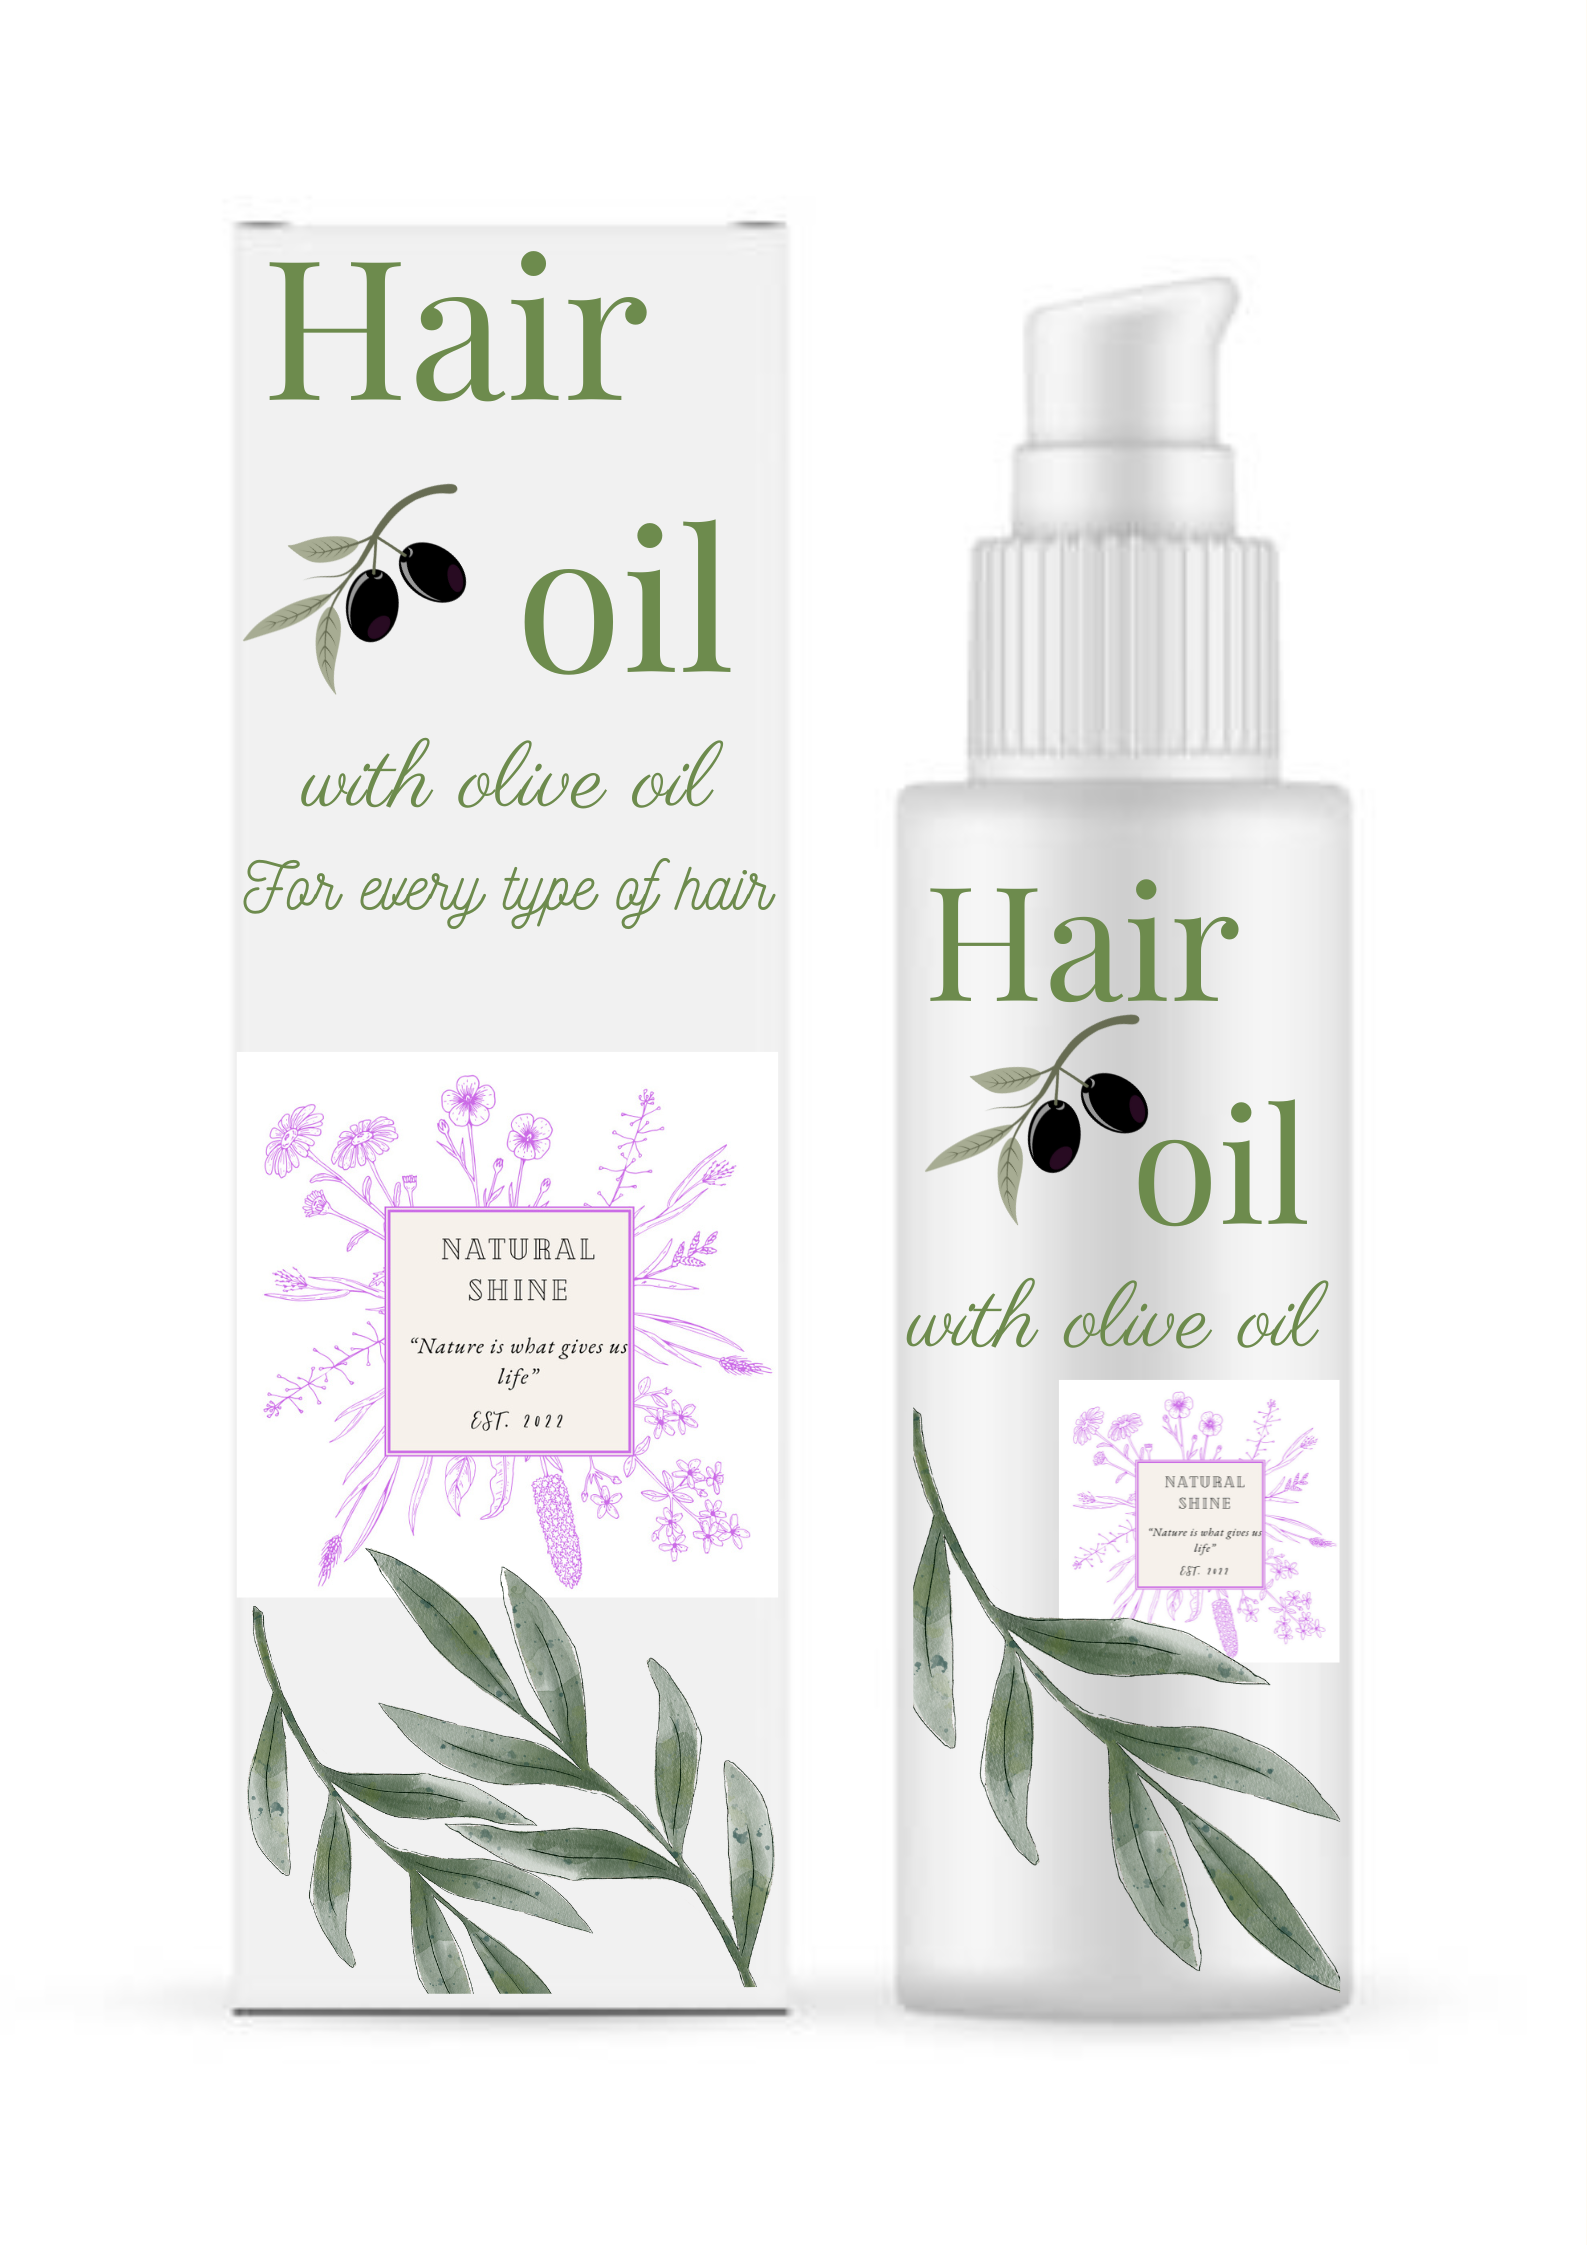 Hair
oil
with olive oil
For every type of hair
NATURAL
SHINE
“Nature is what gives us
life”
EST. 2022
Hair
oil
with olive oil
NATURAL
SHINE
“Nature is what gives us
life”
EST. 2022